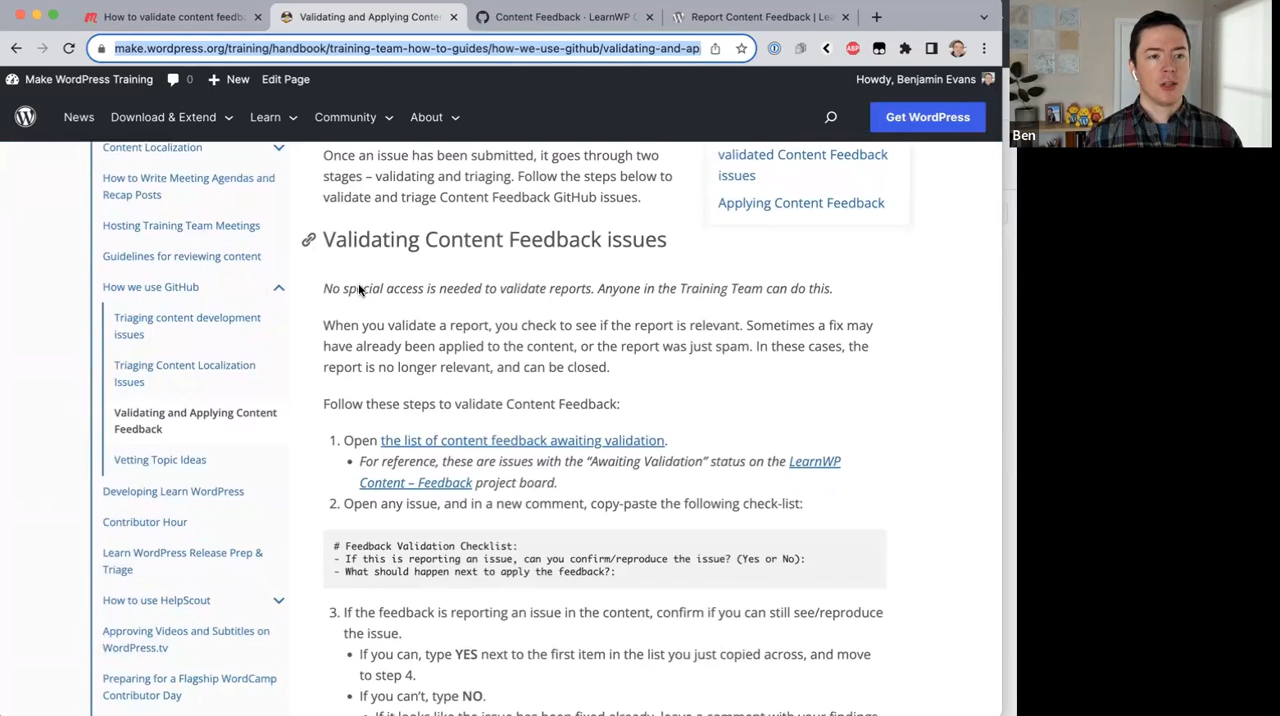 How to validate content feedb
Validating and Applying Conte
Content Feedback · LearnWP C
Report Content Feedback | Lea
make.wordpress.org/training/handbook/training-team-how-to-guides/how-we-use-github/validating-and-ap
ABP
Make WordPress Training 0 New Edit Page Howdy, Benjamin Evans
News Download & Extend Learn Community About Get WordPress
Ben
Content Localization
How to Write Meeting Agendas and
Recap Posts
Hosting Training Team Meetings
Guidelines for reviewing content
How we use GitHub
Triaging content development
issues
Triaging Content Localization
Issues
Validating and Applying Content
Feedback
Vetting Topic Ideas
Developing Learn WordPress
Contributor Hour
Learn WordPress Release Prep &
Triage
How to use HelpScout
Approving Videos and Subtitles on
WordPress.tv
Preparing for a Flagship WordCamp
Contributor Day
Once an issue has been submitted, it goes through two
stages – validating and triaging. Follow the steps below to
validate and triage Content Feedback GitHub issues.
validated Content Feedback
issues
Applying Content Feedback
Validating Content Feedback issues
No special access is needed to validate reports. Anyone in the Training Team can do this.
When you validate a report, you check to see if the report is relevant. Sometimes a fix may
have already been applied to the content, or the report was just spam. In these cases, the
report is no longer relevant, and can be closed.
Follow these steps to validate Content Feedback:
1. Open the list of content feedback awaiting validation.
• For reference, these are issues with the “Awaiting Validation” status on the LearnWP
Content – Feedback project board.
2. Open any issue, and in a new comment, copy-paste the following check-list:
# Feedback Validation Checklist:
- If this is reporting an issue, can you confirm/reproduce the issue? (Yes or No):
- What should happen next to apply the feedback?:
3. If the feedback is reporting an issue in the content, confirm if you can still see/reproduce
the issue.
• If you can, type YES next to the first item in the list you just copied across, and move
to step 4.
• If you can’t, type NO.
• If it looks like the issue has been fixed already, leave a comment with your findings